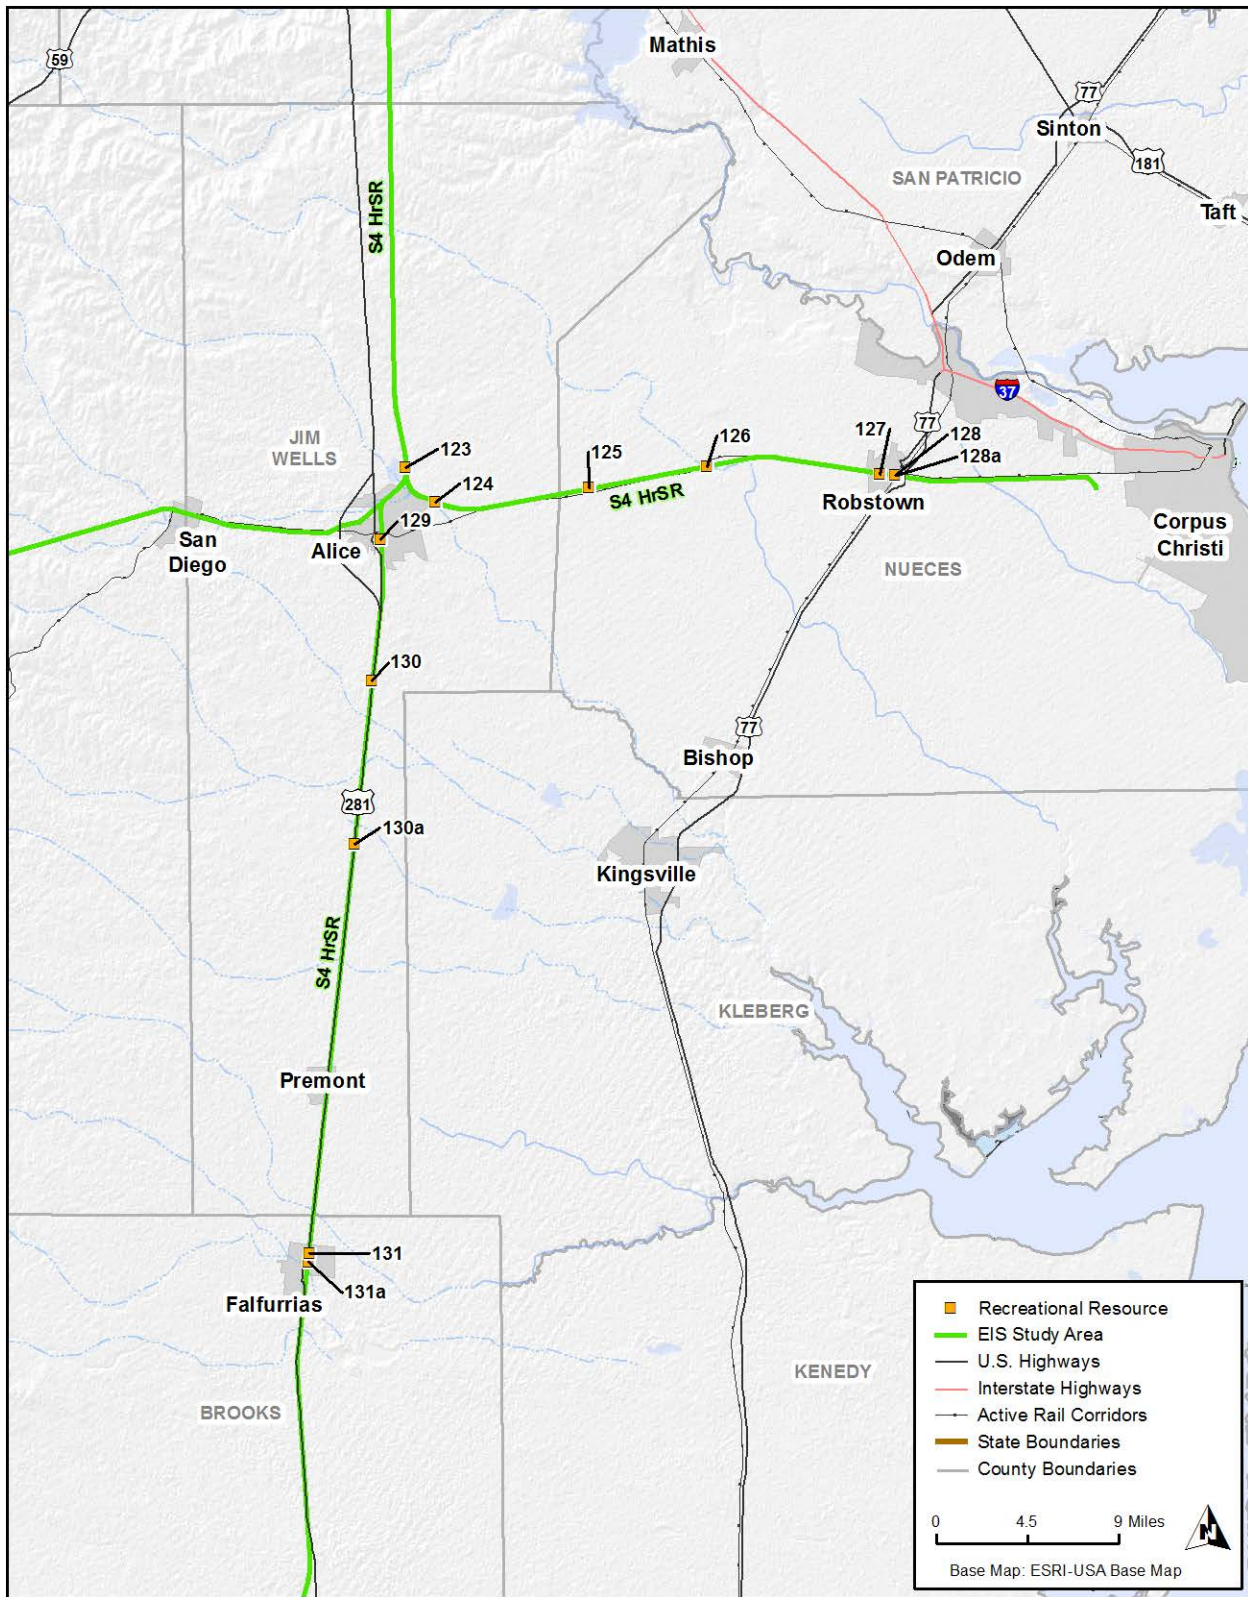 59
Mathis
77
Sinton
181
SAN PATRICIO
Taft
S4 HrSR
Odem
37
JIM
WELLS
123
125
126
127
77
128
128a
124
S4 HrSR
Robstown
129
San
Diego
Alice
Corpus
Christi
NUECES
130
77
Bishop
281
130a
Kingsville
S4 HrSR
KLEBERG
Premont
131
131a
Falfurrias
KENEDY
BROOKS
Recreational Resource
EIS Study Area
U.S. Highways
Interstate Highways
Active Rail Corridors
State Boundaries
County Boundaries
0 4.5 9 Miles
N
Base Map: ESRI-USA Base Map